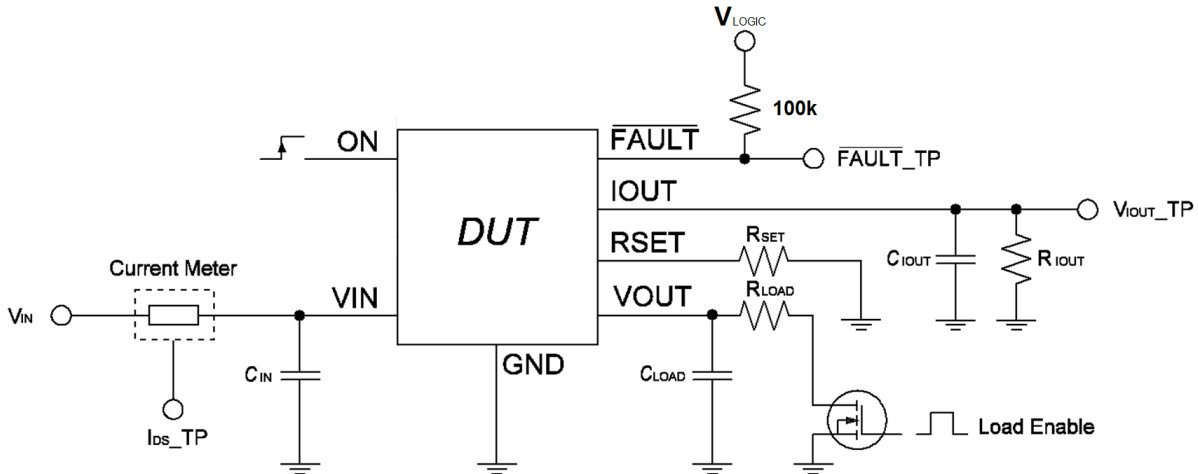 VLOGIC
100k
ON
FAULT
FAULT_TP
IOUT
VIOUT_TP
DUT
RSET
RSET
CIOUT
RIOUT
Current Meter
VIN
VIN
VOUT
RLOAD
GND
CIN
CLOAD
IDS_TP
Load Enable